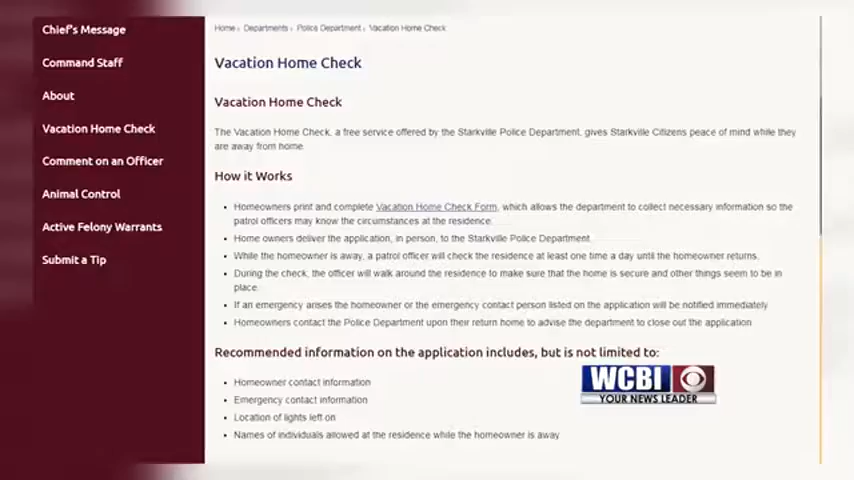 Chief's Message
Command Staff
About
Vacation Home Check
Comment on an Officer
Animal Control
Active Felony Warrants
Submit a Tip
Home › Departments › Police Department › Vacation Home Check
Vacation Home Check
Vacation Home Check
The Vacation Home Check, a free service offered by the Starkville Police Department, gives Starkville Citizens peace of mind while they
are away from home.
How it Works
Homeowners print and complete Vacation Home Check Form, which allows the department to collect necessary information so the
patrol officers may know the circumstances at the residence.
Home owners deliver the application, in person, to the Starkville Police Department.
While the homeowner is away, a patrol officer will check the residence at least one time a day until the homeowner returns.
During the check, the officer will walk around the residence to make sure that the home is secure and other things seem to be in
place.
If an emergency arises the homeowner or the emergency contact person listed on the application will be notified immediately
Homeowners contact the Police Department upon their return home to advise the department to close out the application
Recommended information on the application includes, but is not limited to:
Homeowner contact information
Emergency contact information
Location of lights left on
Names of individuals allowed at the residence while the homeowner is away
WCBI
YOUR NEWS LEADER